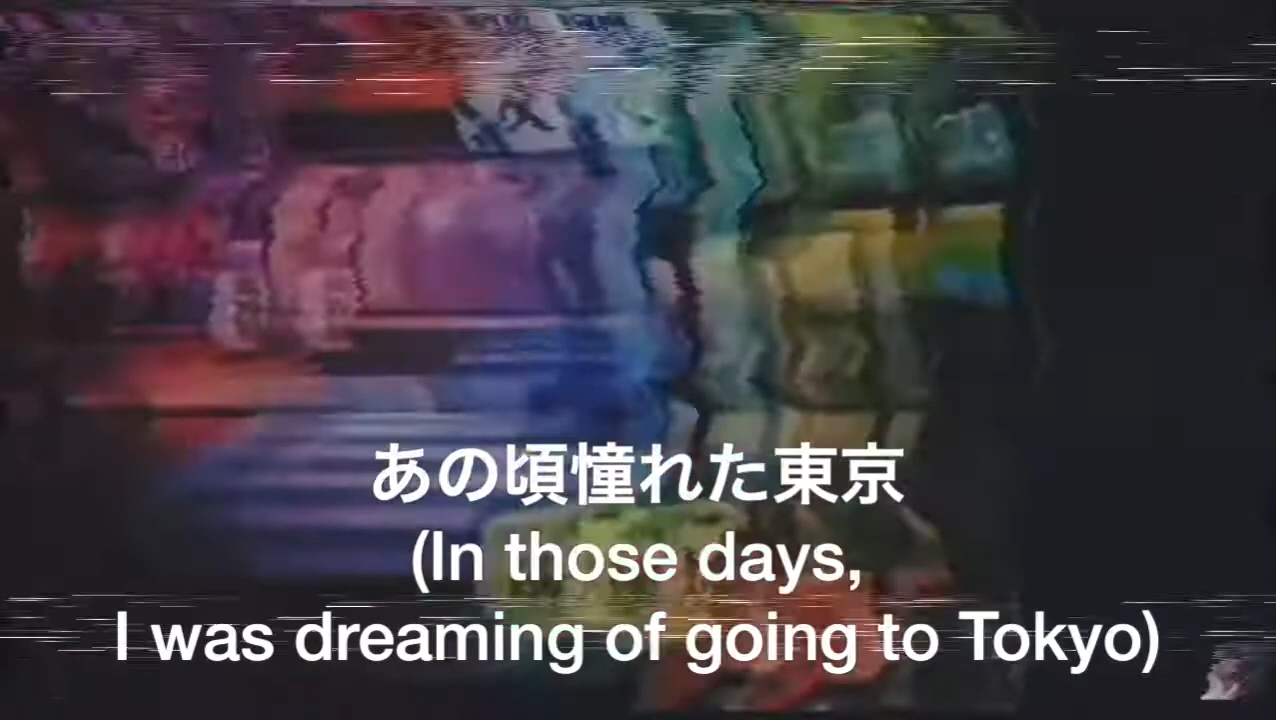 あの頃憧れた東京
(In those days,
I was dreaming of going to Tokyo)